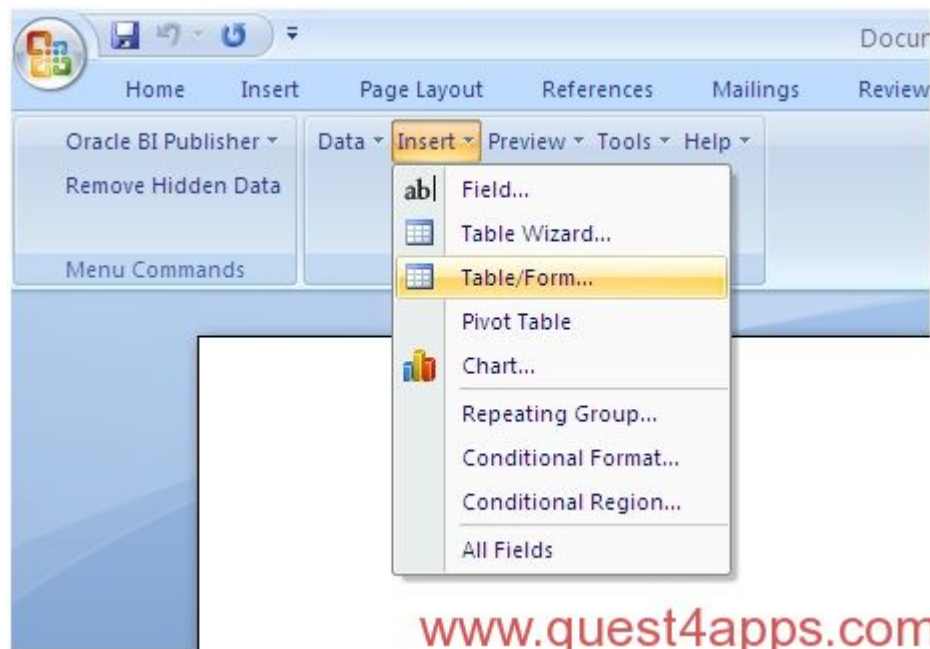 Docur
Home Insert Page Layout References Mailings Review
Oracle BI Publisher Data Insert Preview Tools Help
Remove Hidden Data
Menu Commands
ab Field...
Table Wizard...
Table/Form...
Pivot Table
Chart...
Repeating Group...
Conditional Format...
Conditional Region...
All Fields
www.quest4apps.com